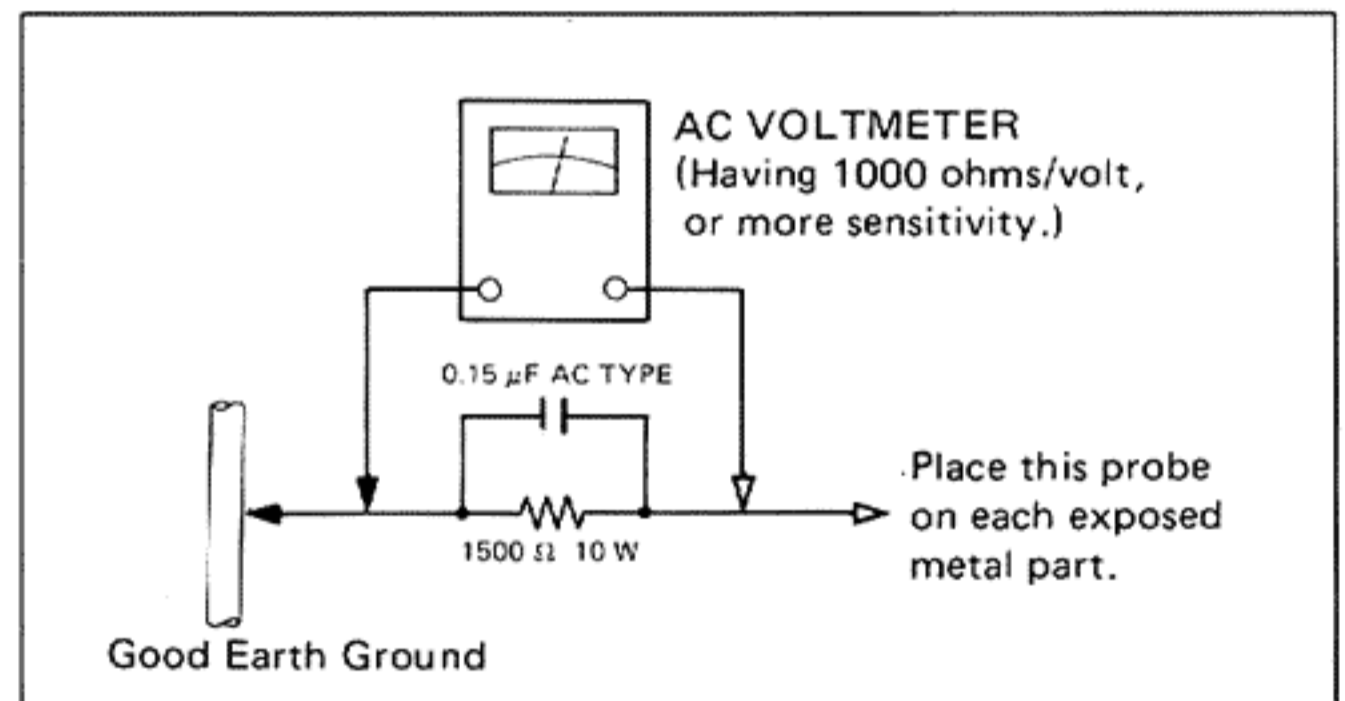 AC VOLTMETER
(Having 1000 ohms/volt,
or more sensitivity.)
0.15 μF AC TYPE
1500 Ω 10 W
Place this probe
on each exposed
metal part.
Good Earth Ground